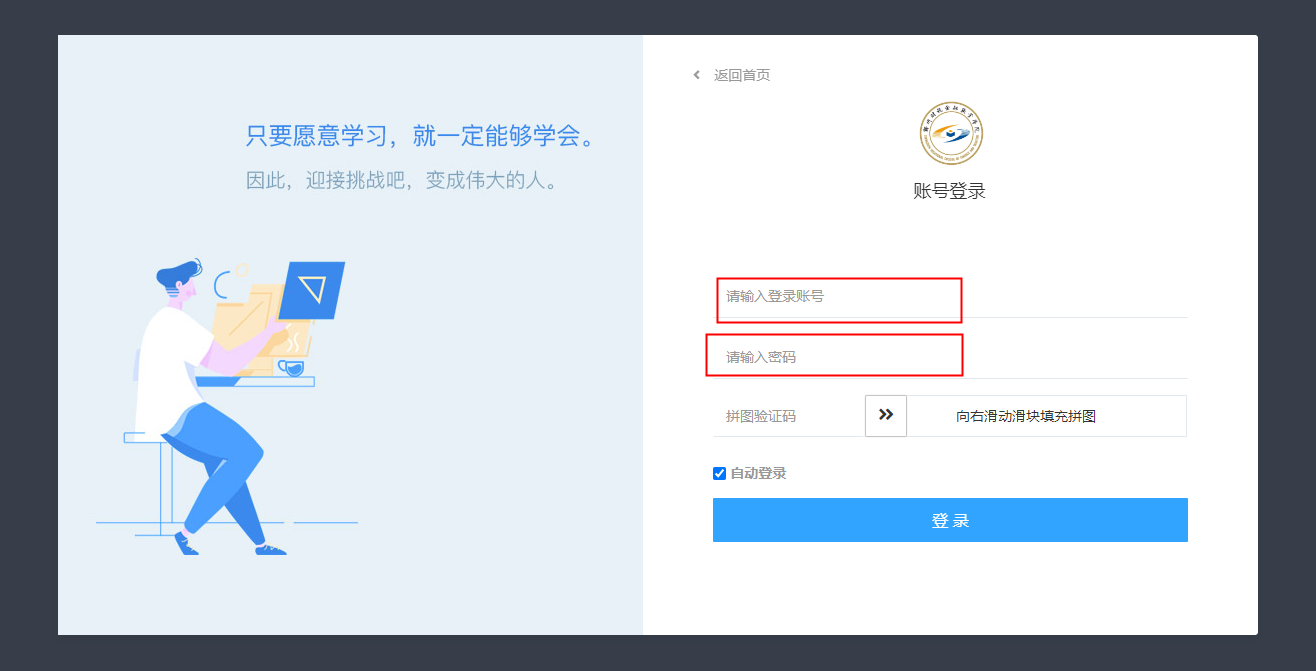 只要愿意学习，就一定能够学会。
因此，迎接挑战吧，变成伟大的人。
返回首页
账号登录
请输入登录账号
请输入密码
拼图验证码
向右滑动滑块填充拼图
自动登录
登录